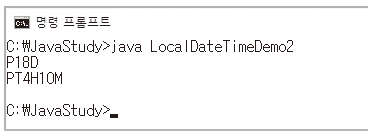 명령 프롬프트
C:₩JavaStudy>java LocalDateTimeDemo2
P18D
PT4H10M
C:₩JavaStudy>